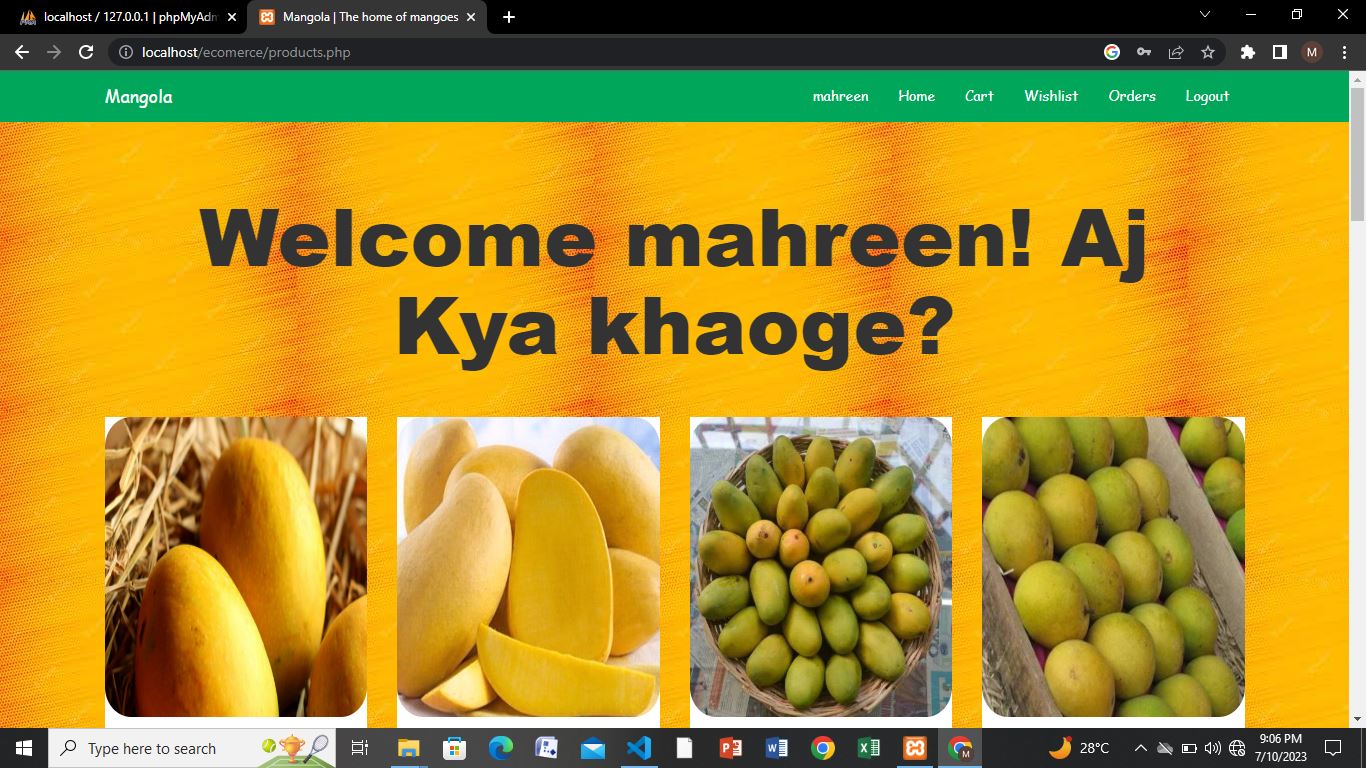 localhost / 127.0.0.1 | phpMyAdm
Mangola | The home of mangoes
localhost/ecomerce/products.php
M
Mangola
mahreen
Home
Cart
Wishlist
Orders
Logout
Welcome mahreen! Aj
Kya khaoge?
Type here to search
28°C
9:06 PM
7/10/2023